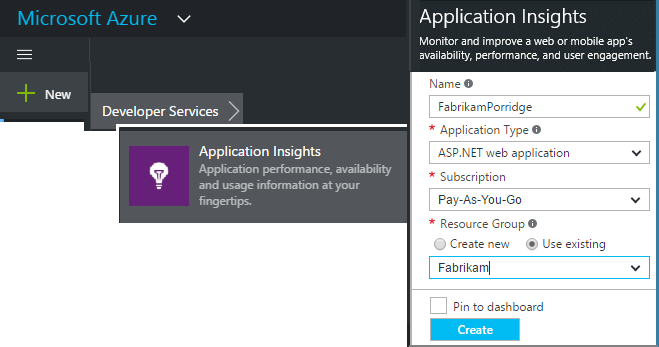 Microsoft Azure
New
Developer Services
Application Insights
Application performance, availability
and usage information at your
fingertips.
Application Insights
Monitor and improve a web or mobile app's
availability, performance, and user engagement.
Name
FabrikamPorridge
* Application Type
ASP.NET web application
* Subscription
Pay-As-You-Go
* Resource Group
Create new Use existing
Fabrikam
Pin to dashboard
Create